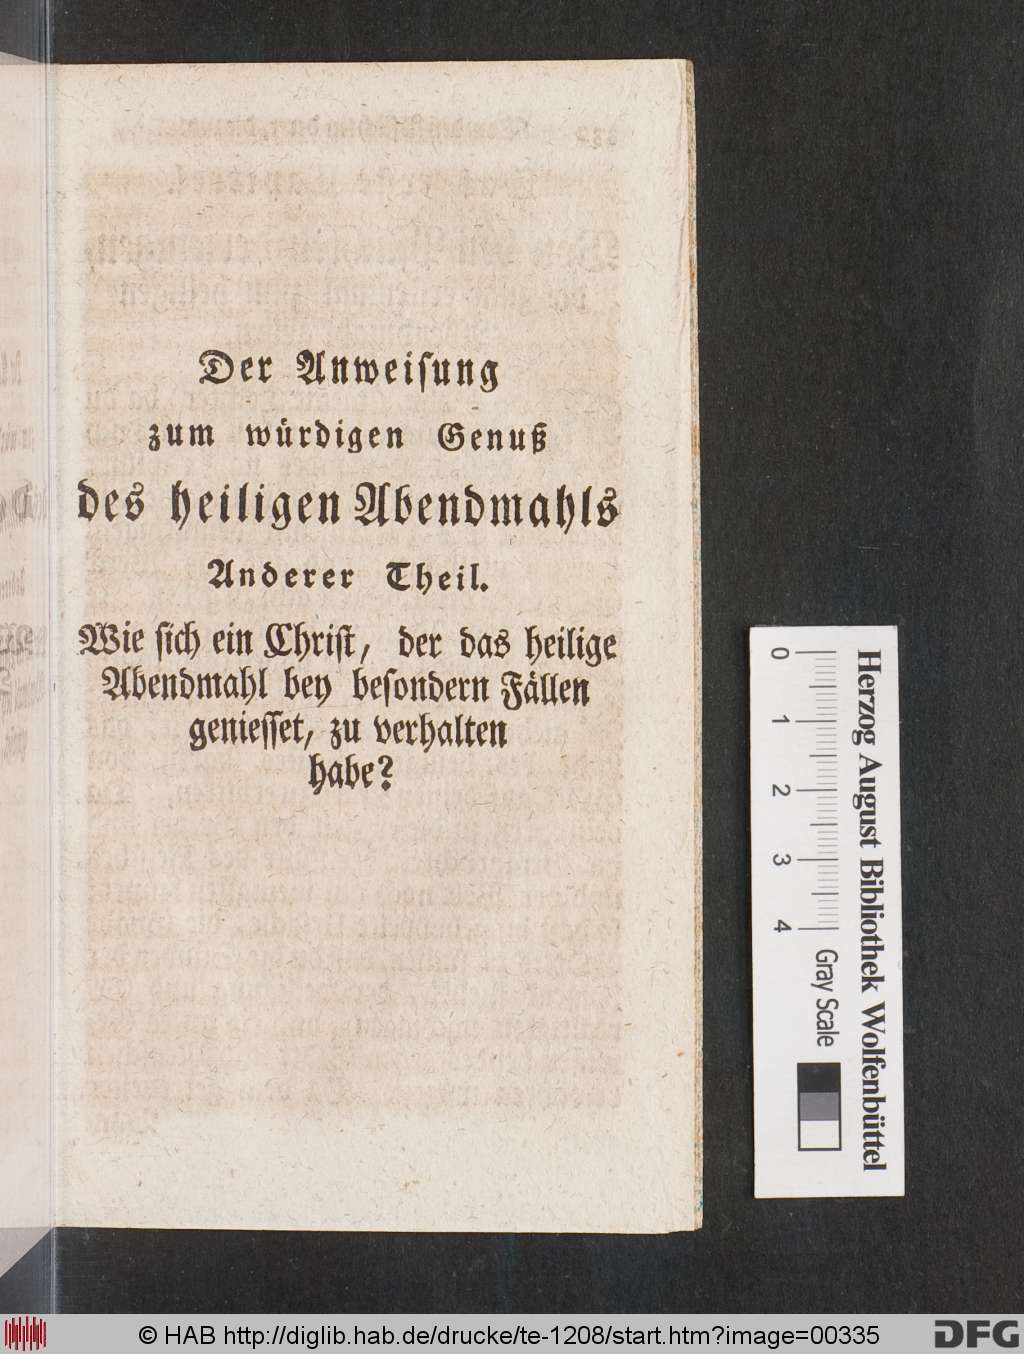 Der Anweiſung
zum würdigen Genuß
des heiligen Abendmahls
Anderer Theil.
Wie ſich ein Chriſt, der das heilige
Abendmahl bey beſondern Fällen
genieſſet, zu verhalten
habe?
0 1 2 3 4 Gray Scale
Herzog August Bibliothek Wolfenbüttel
© HAB http://diglib.hab.de/drucke/te-1208/start.htm?image=00335
DFG